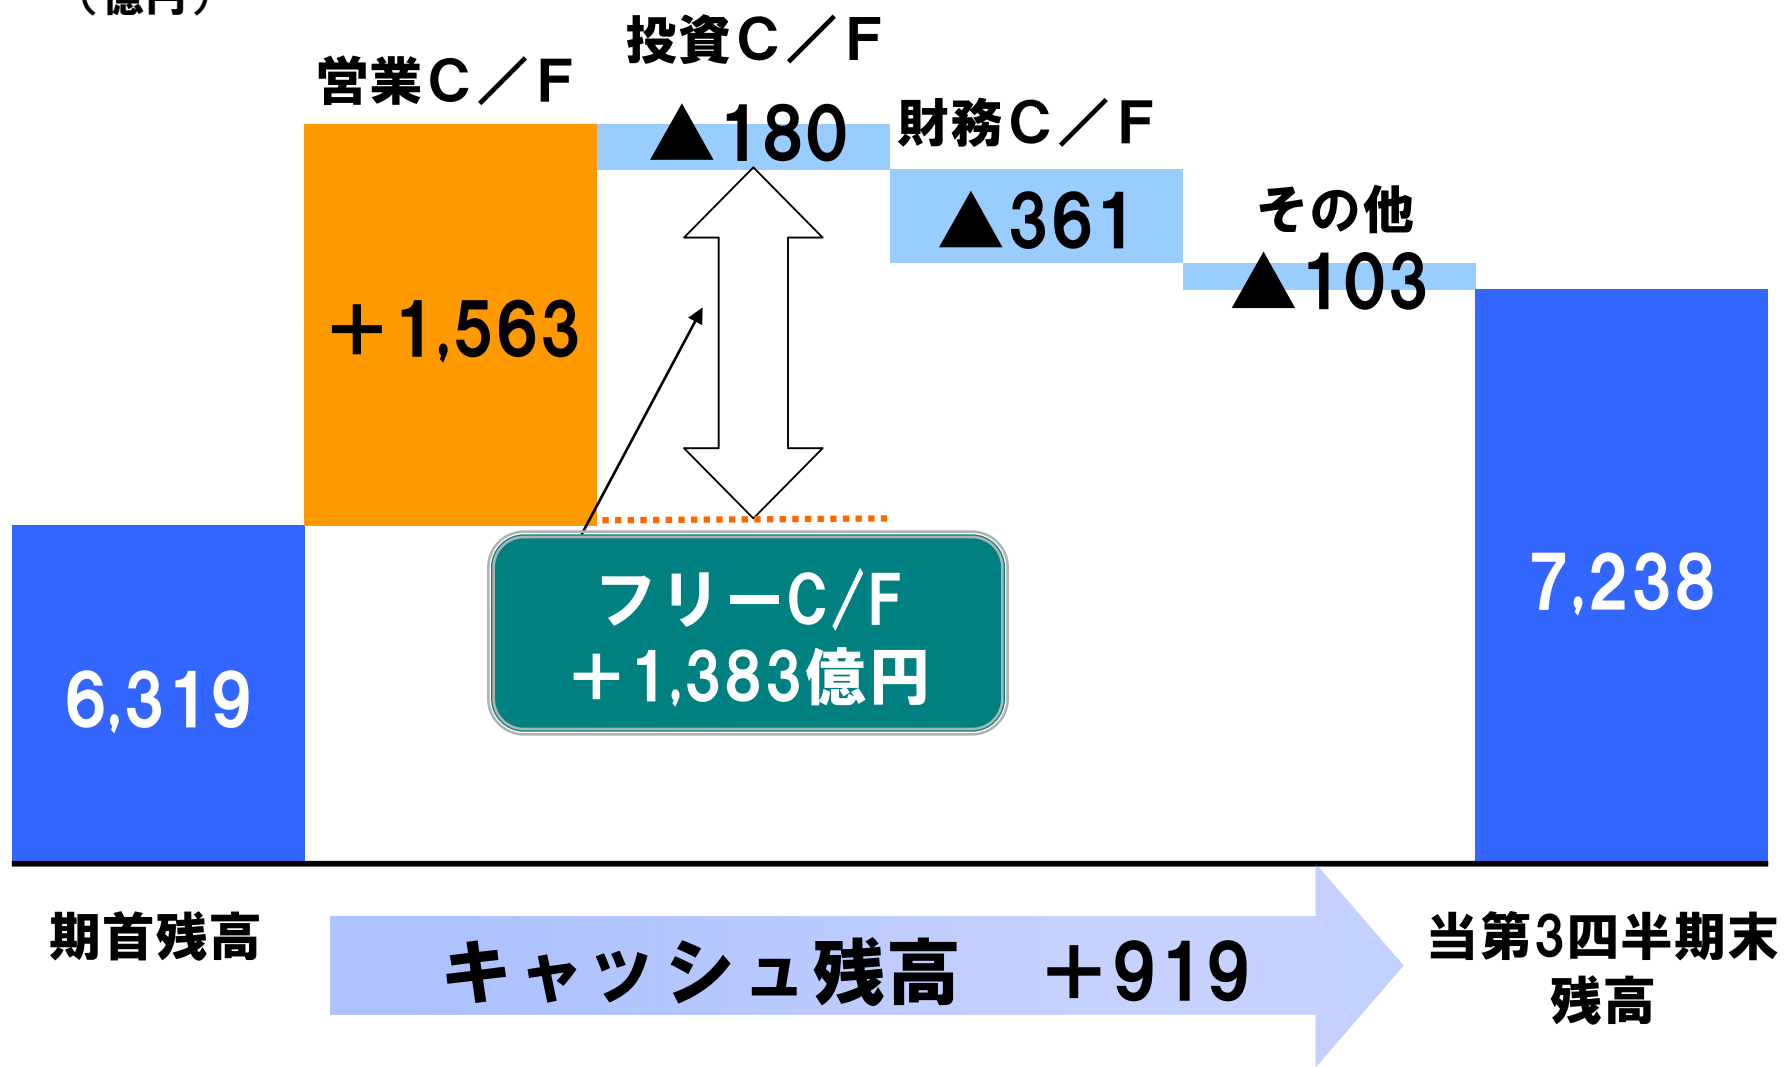 （億円）
営業Ｃ／Ｆ
投資Ｃ／Ｆ
▲180
財務Ｃ／Ｆ
▲361
その他
▲103
＋1,563
フリーC/F
＋1,383億円
6,319
7,238
期首残高
キャッシュ残高　＋919
当第3四半期末
残高